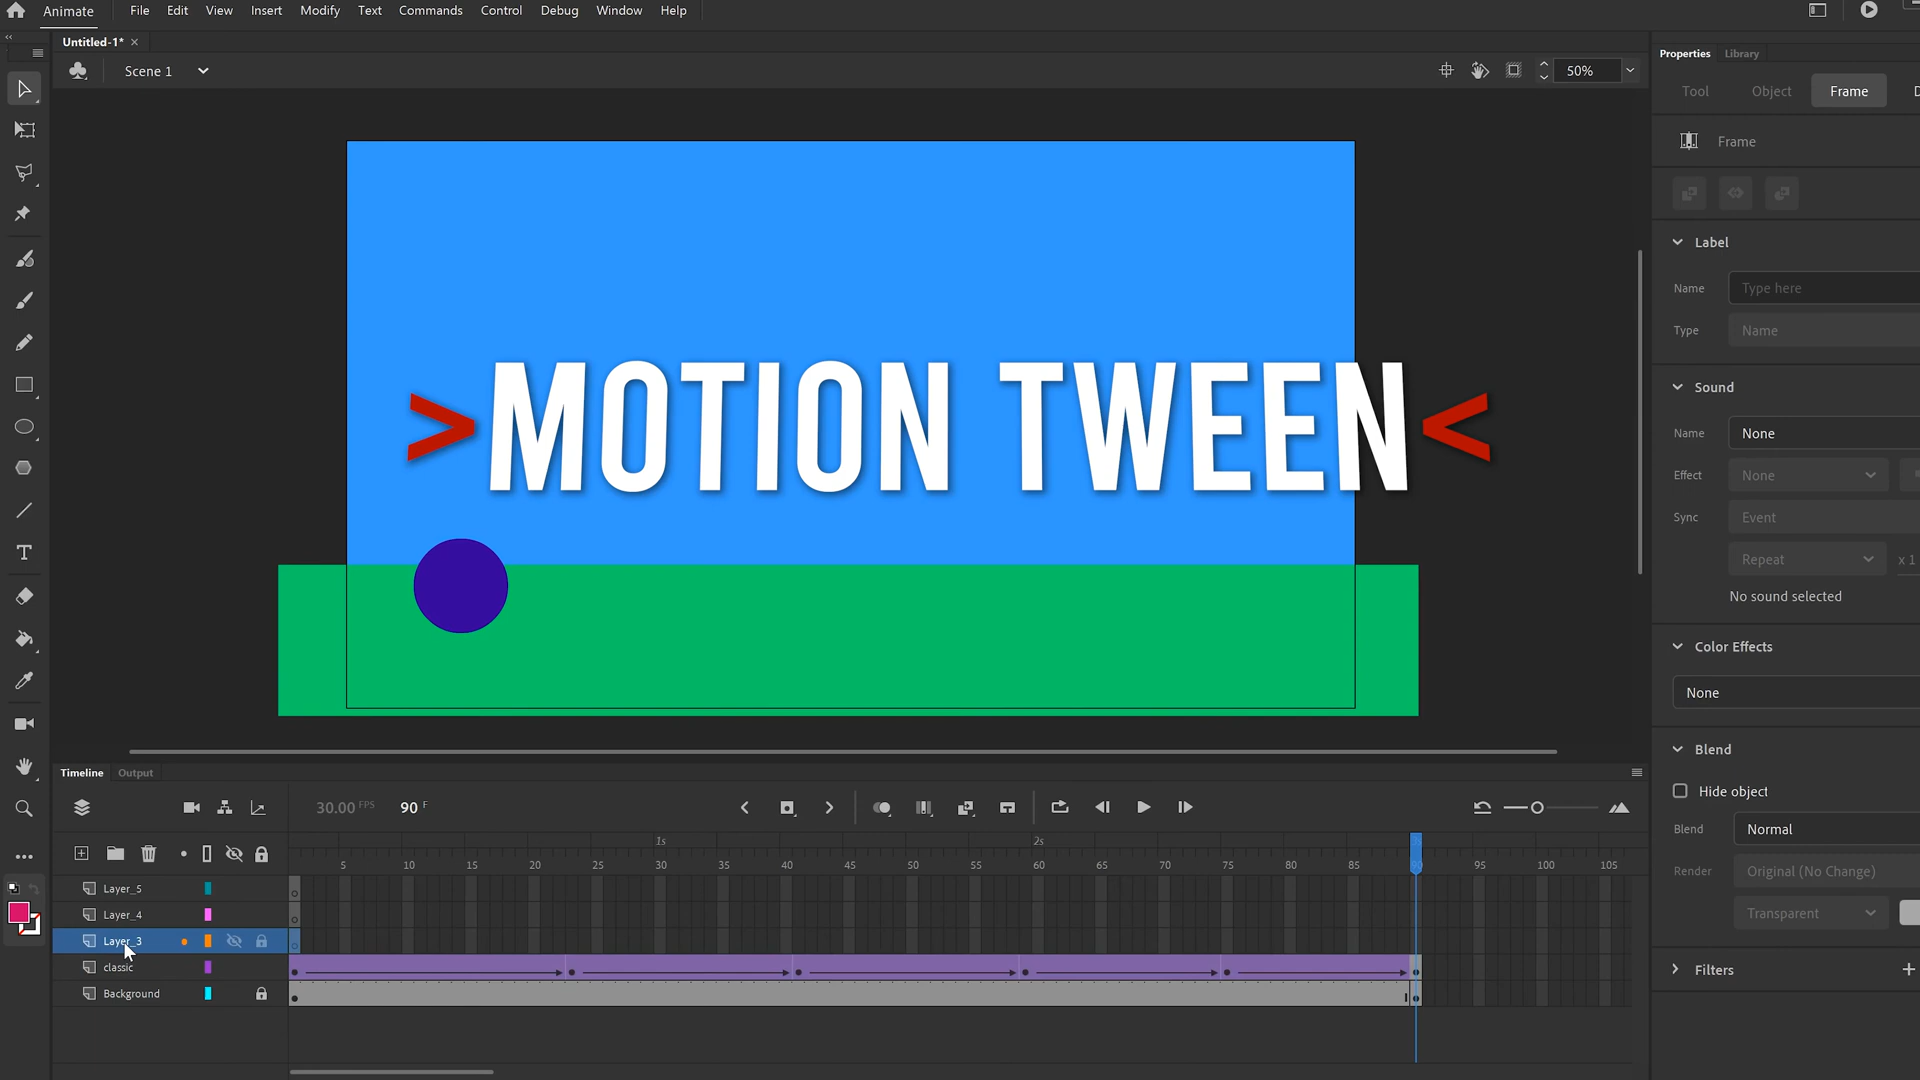 Animate File Edit View Insert Modify Text Commands Control Debug Window Help
Untitled-1*
Scene 1
50%
Properties Library
Tool Object Frame
Frame
Label
Name Type here
Type Name
Sound
Name None
Effect None
Sync Event
Repeat x 1
No sound selected
Color Effects
None
Blend
Hide object
Blend Normal
Render Original (No Change)
Transparent
Filters
>MOTION TWEEN<
Timeline Output
30.00 FPS 90 F
1s 2s
5 10 15 20 25 30 35 40 45 50 55 60 65 70 75 80 85 90 95 100 105
Layer_5
Layer_4
Layer_3
classic
Background